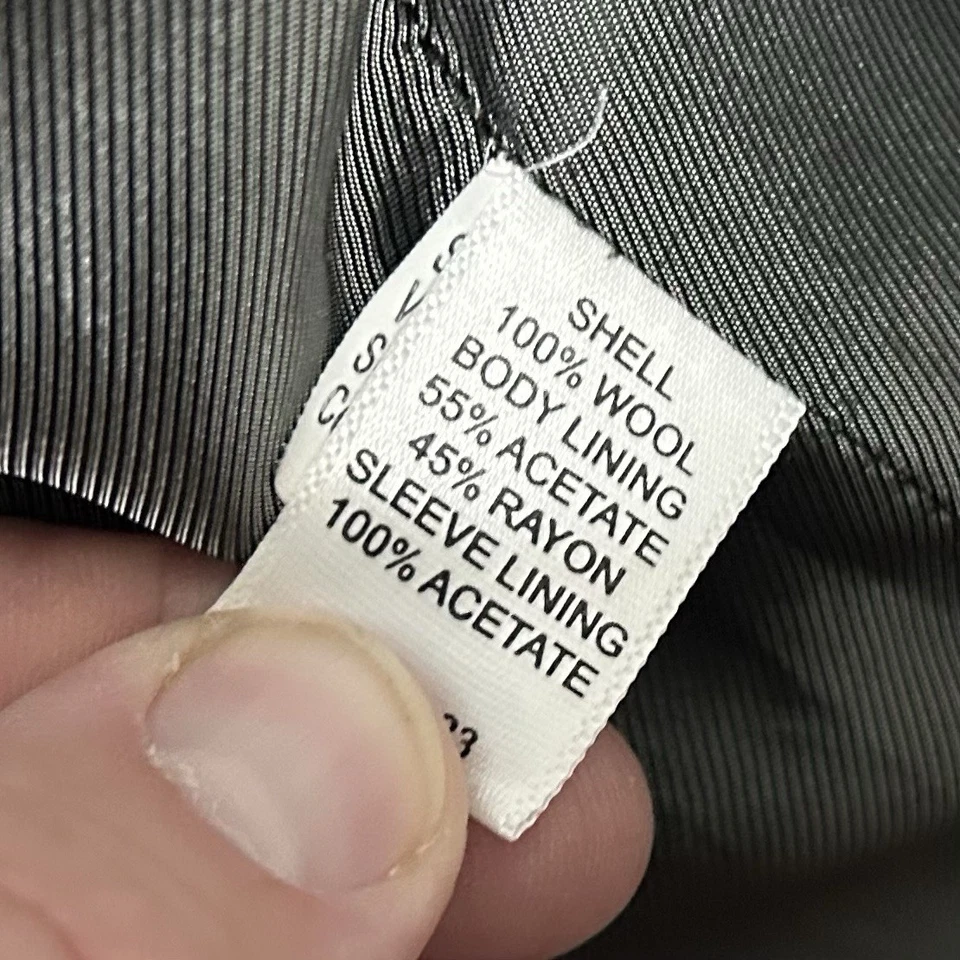 SHELL
100% WOOL
BODY LINING
55% ACETATE
45% RAYON
SLEEVE LINING
100% ACETATE